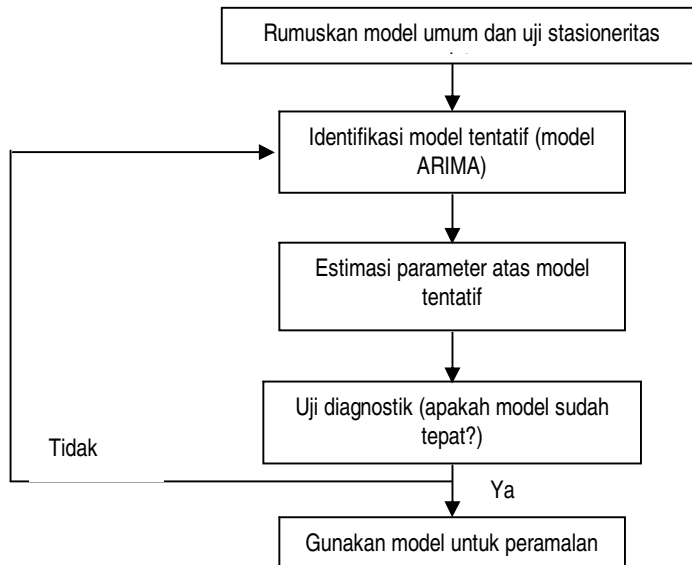 Rumuskan model umum dan uji stasioneritas
Identifikasi model tentatif (model
ARIMA)
Estimasi parameter atas model
tentatif
Uji diagnostik (apakah model sudah
tepat?)
Tidak
Ya
Gunakan model untuk peramalan